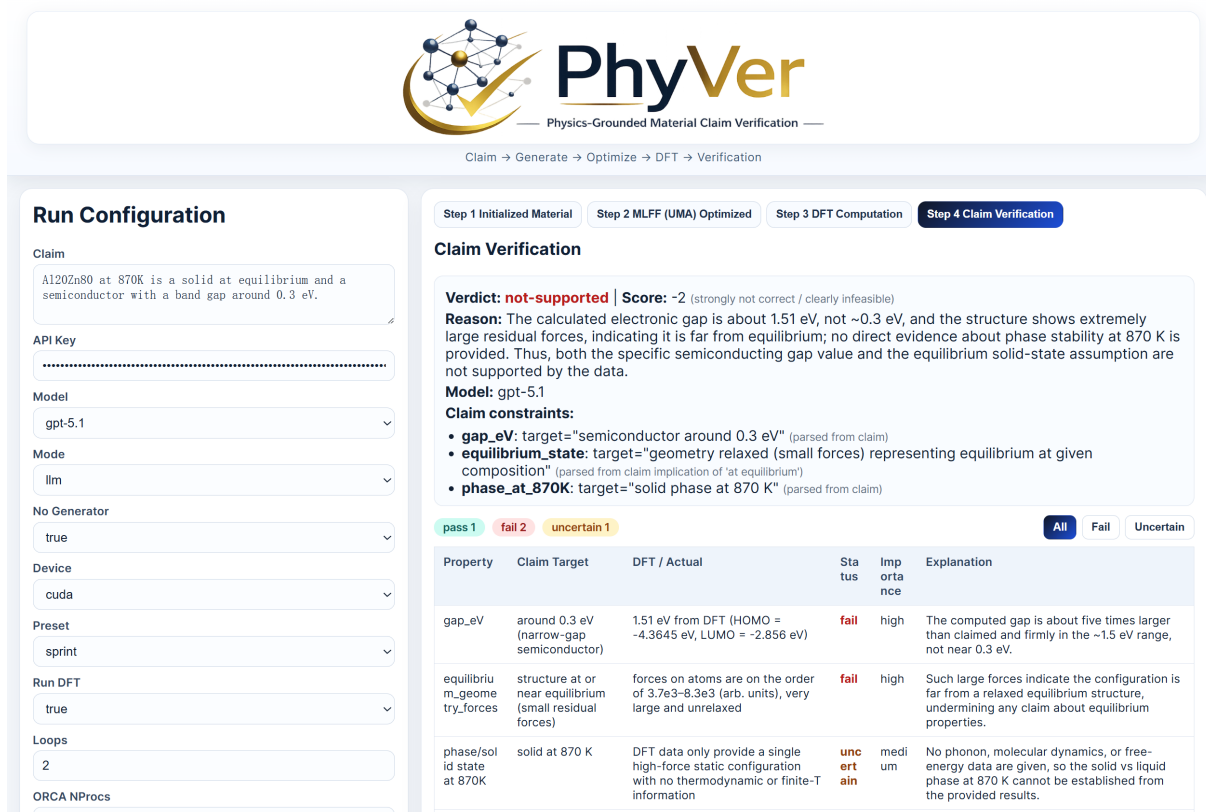 PhyVer
Physics-Grounded Material Claim Verification
Claim → Generate → Optimize → DFT → Verification
Run Configuration
Claim
Al20Zn80 at 870K is a solid at equilibrium and a
semiconductor with a band gap around 0.3 eV.
API Key
Model
gpt-5.1
Mode
llm
No Generator
true
Device
cuda
Preset
sprint
Run DFT
true
Loops
2
ORCA NProcs
Step 1 Initialized Material
Step 2 MLFF (UMA) Optimized
Step 3 DFT Computation
Step 4 Claim Verification
Claim Verification
Verdict: not-supported | Score: -2 (strongly not correct / clearly infeasible)
Reason: The calculated electronic gap is about 1.51 eV, not ~0.3 eV, and the structure shows extremely
large residual forces, indicating it is far from equilibrium; no direct evidence about phase stability at 870 K is
provided. Thus, both the specific semiconducting gap value and the equilibrium solid-state assumption are
not supported by the data.
Model: gpt-5.1
Claim constraints:
• gap_eV: target="semiconductor around 0.3 eV" (parsed from claim)
• equilibrium_state: target="geometry relaxed (small forces) representing equilibrium at given
composition" (parsed from claim implication of 'at equilibrium')
• phase_at_870K: target="solid phase at 870 K" (parsed from claim)
pass 1
fail 2
uncertain 1
All
Fail
Uncertain
Property
Claim Target
DFT / Actual
Sta
tus
Imp
orta
nce
Explanation
gap_eV
around 0.3 eV
(narrow-gap
semiconductor)
1.51 eV from DFT (HOMO =
-4.3645 eV, LUMO = -2.856 eV)
fail
high
The computed gap is about five times larger
than claimed and firmly in the ~1.5 eV range,
not near 0.3 eV.
equilibriu
m_geome
try_forces
structure at or
near equilibrium
(small residual
forces)
forces on atoms are on the order
of 3.7e3–8.3e3 (arb. units), very
large and unrelaxed
fail
high
Such large forces indicate the configuration is
far from a relaxed equilibrium structure,
undermining any claim about equilibrium
properties.
phase/sol
id state
at 870K
solid at 870 K
DFT data only provide a single
high-force static configuration
with no thermodynamic or finite-T
information
unc
ert
ain
medi
um
No phonon, molecular dynamics, or free-
energy data are given, so the solid vs liquid
phase at 870 K cannot be established from
the provided results.